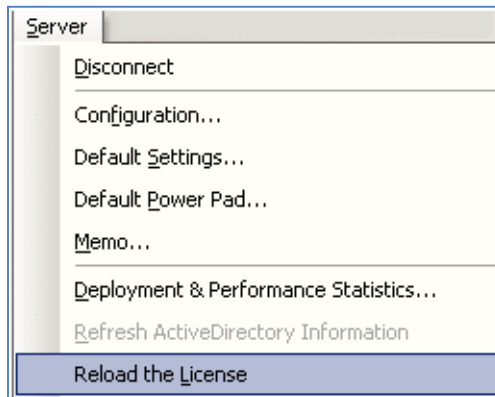 Server
Disconnect
Configuration...
Default Settings...
Default Power Pad...
Memo...
Deployment & Performance Statistics...
Refresh ActiveDirectory Information
Reload the License